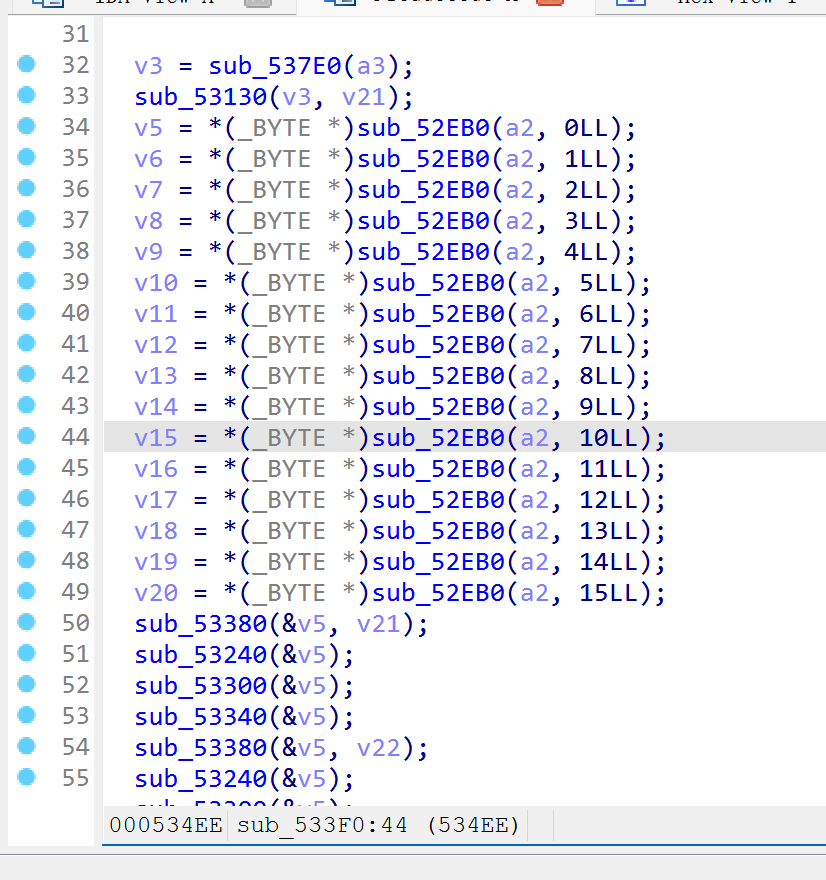 31
32 v3 = sub_537E0(a3);
33 sub_53130(v3, v21);
34 v5 = *(_BYTE *)sub_52EB0(a2, 0LL);
35 v6 = *(_BYTE *)sub_52EB0(a2, 1LL);
36 v7 = *(_BYTE *)sub_52EB0(a2, 2LL);
37 v8 = *(_BYTE *)sub_52EB0(a2, 3LL);
38 v9 = *(_BYTE *)sub_52EB0(a2, 4LL);
39 v10 = *(_BYTE *)sub_52EB0(a2, 5LL);
40 v11 = *(_BYTE *)sub_52EB0(a2, 6LL);
41 v12 = *(_BYTE *)sub_52EB0(a2, 7LL);
42 v13 = *(_BYTE *)sub_52EB0(a2, 8LL);
43 v14 = *(_BYTE *)sub_52EB0(a2, 9LL);
44 v15 = *(_BYTE *)sub_52EB0(a2, 10LL);
45 v16 = *(_BYTE *)sub_52EB0(a2, 11LL);
46 v17 = *(_BYTE *)sub_52EB0(a2, 12LL);
47 v18 = *(_BYTE *)sub_52EB0(a2, 13LL);
48 v19 = *(_BYTE *)sub_52EB0(a2, 14LL);
49 v20 = *(_BYTE *)sub_52EB0(a2, 15LL);
50 sub_53380(&v5, v21);
51 sub_53240(&v5);
52 sub_53300(&v5);
53 sub_53340(&v5);
54 sub_53380(&v5, v22);
55 sub_53240(&v5);
000534EE sub_533F0:44 (534EE)